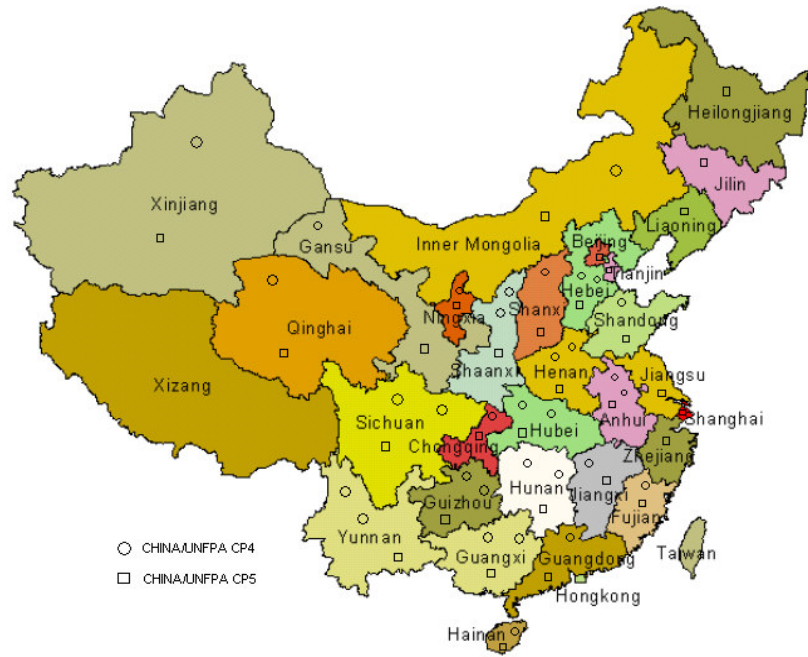 Heilongjiang
Jilin
Xinjiang
Liaoning
Gansu
Inner Mongolia
Beijing
Tianjin
Hebei
Ningxia
Shanxi
Qinghai
Shandong
Xizang
Shaanxi
Henan
Jiangsu
Sichuan
Anhui
Shanghai
Hubei
Chongqing
Zhejiang
Hunan
Jiangxi
Guizhou
Fujian
Yunnan
CHINA/UNFPA CP4
Guangxi
Guangdong
Taiwan
CHINA/UNFPA CP5
Hongkong
Hainan